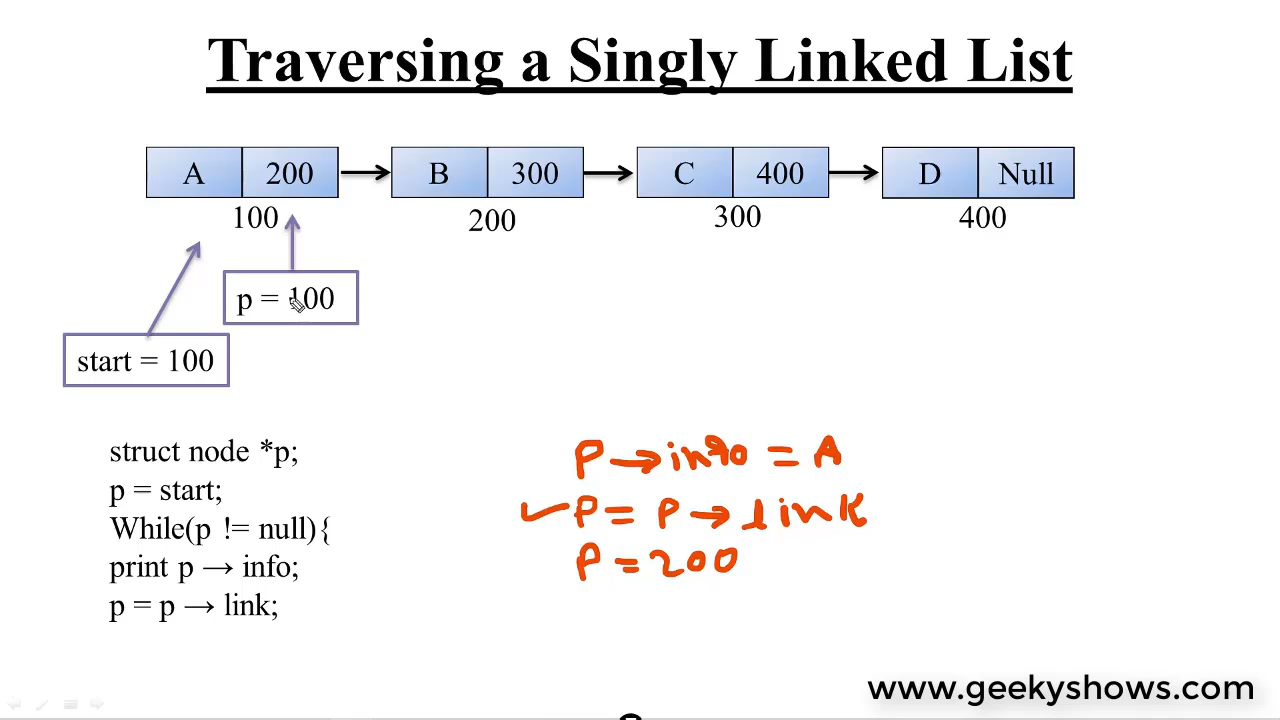 Traversing a Singly Linked List
A 200 B 300 C 400 D Null
100 200 300 400
p = 100
start = 100
struct node *p;
p = start;
While(p != null){
print p → info;
p = p → link;
P → info = A
✓ P = P → link
P = 200
www.geekyshows.com